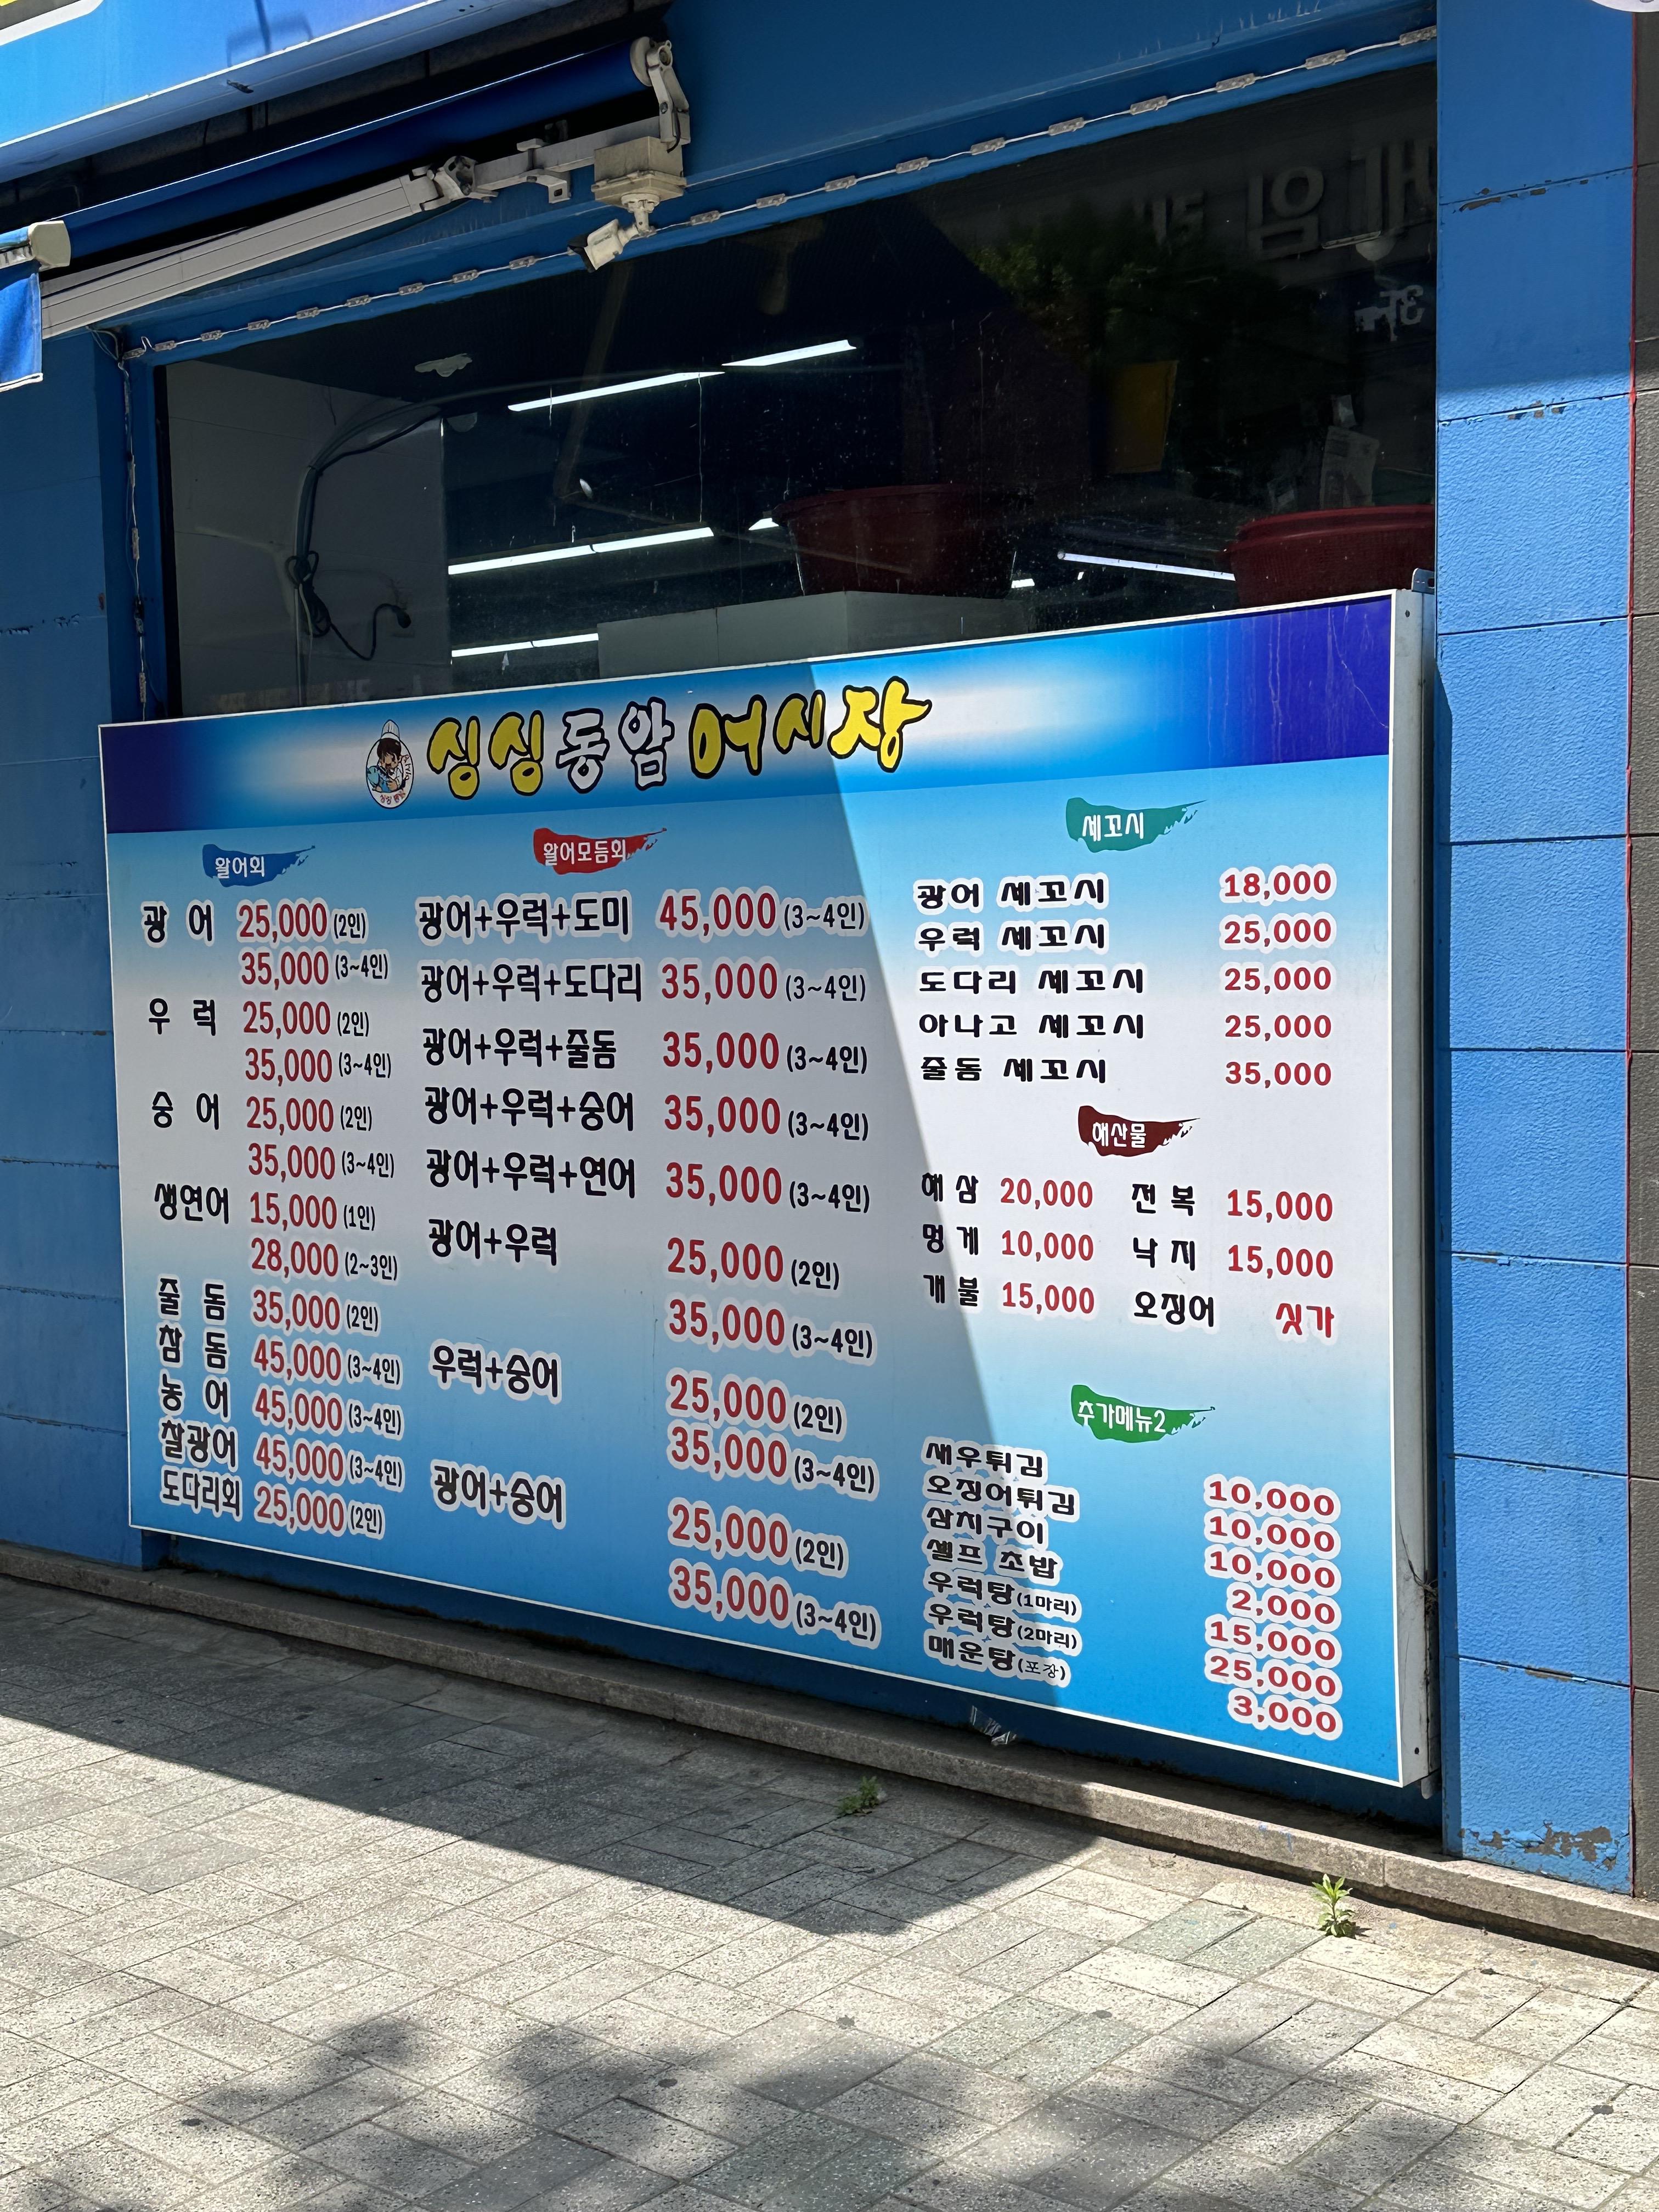 싱싱동암어시장
활어회
광어 25,000 (2인)
35,000 (3~4인)
우럭 25,000 (2인)
35,000 (3~4인)
숭어 25,000 (2인)
35,000 (3~4인)
생연어 15,000 (1인)
28,000 (2~3인)
줄돔 35,000 (2인)
참돔 45,000 (3~4인)
농어 45,000 (3~4인)
찰광어 45,000 (3~4인)
도다리회 25,000 (2인)
활어모듬회
광어+우럭+도미 45,000 (3~4인)
광어+우럭+도다리 35,000 (3~4인)
광어+우럭+줄돔 35,000 (3~4인)
광어+우럭+숭어 35,000 (3~4인)
광어+우럭+연어 35,000 (3~4인)
광어+우럭 25,000 (2인)
35,000 (3~4인)
우럭+숭어 25,000 (2인)
35,000 (3~4인)
광어+숭어 25,000 (2인)
35,000 (3~4인)
세꼬시
광어 세꼬시 18,000
우럭 세꼬시 25,000
도다리 세꼬시 25,000
아나고 세꼬시 25,000
줄돔 세꼬시 35,000
해산물
해삼 20,000 전복 15,000
멍게 10,000 낙지 15,000
개불 15,000 오징어 싯가
추가메뉴2
새우튀김 10,000
오징어튀김 10,000
삼치구이 10,000
셀프 초밥 2,000
우럭탕(1마리) 15,000
우럭탕(2마리) 25,000
매운탕(포장) 3,000